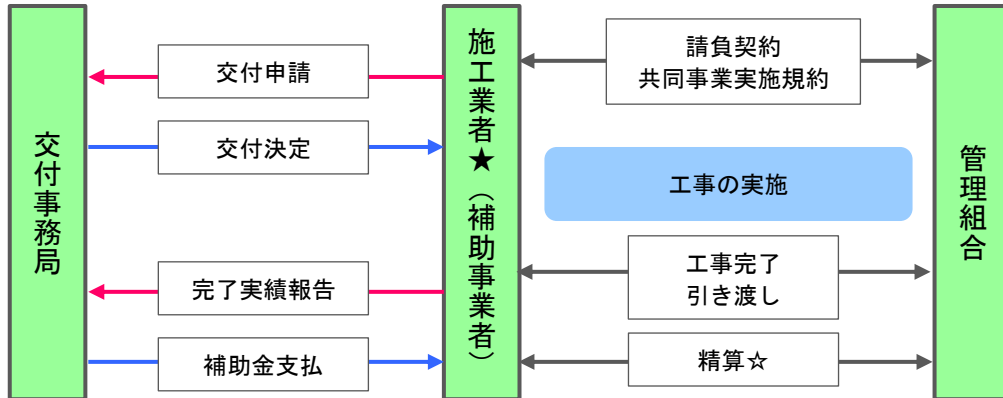 交付事務局
交付申請
交付決定
完了実績報告
補助金支払
施工業者★（補助事業者）
請負契約
共同事業実施規約
工事の実施
工事完了
引き渡し
精算☆
管理組合